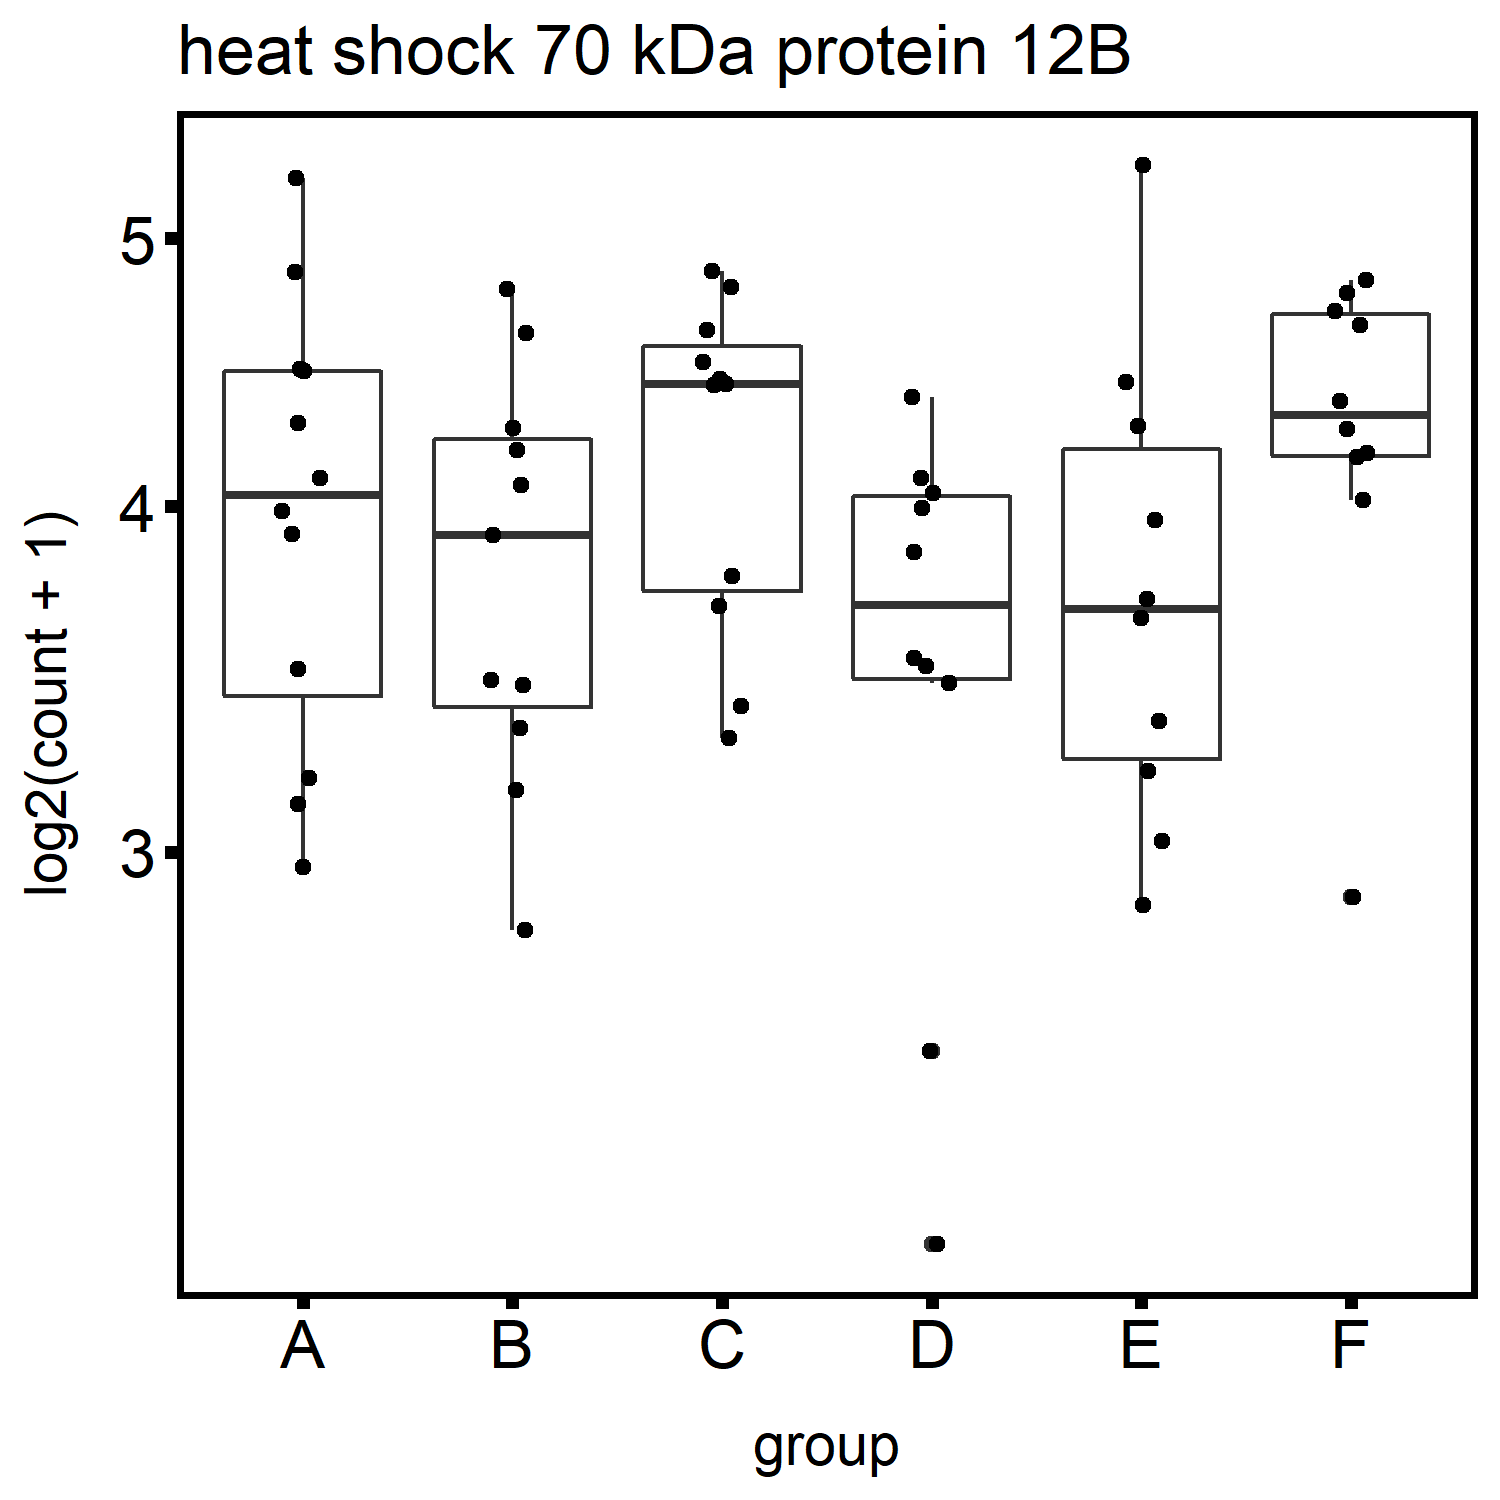 heat shock 70 kDa protein 12B
log2(count + 1)
5
4
3
A B C D E F
group